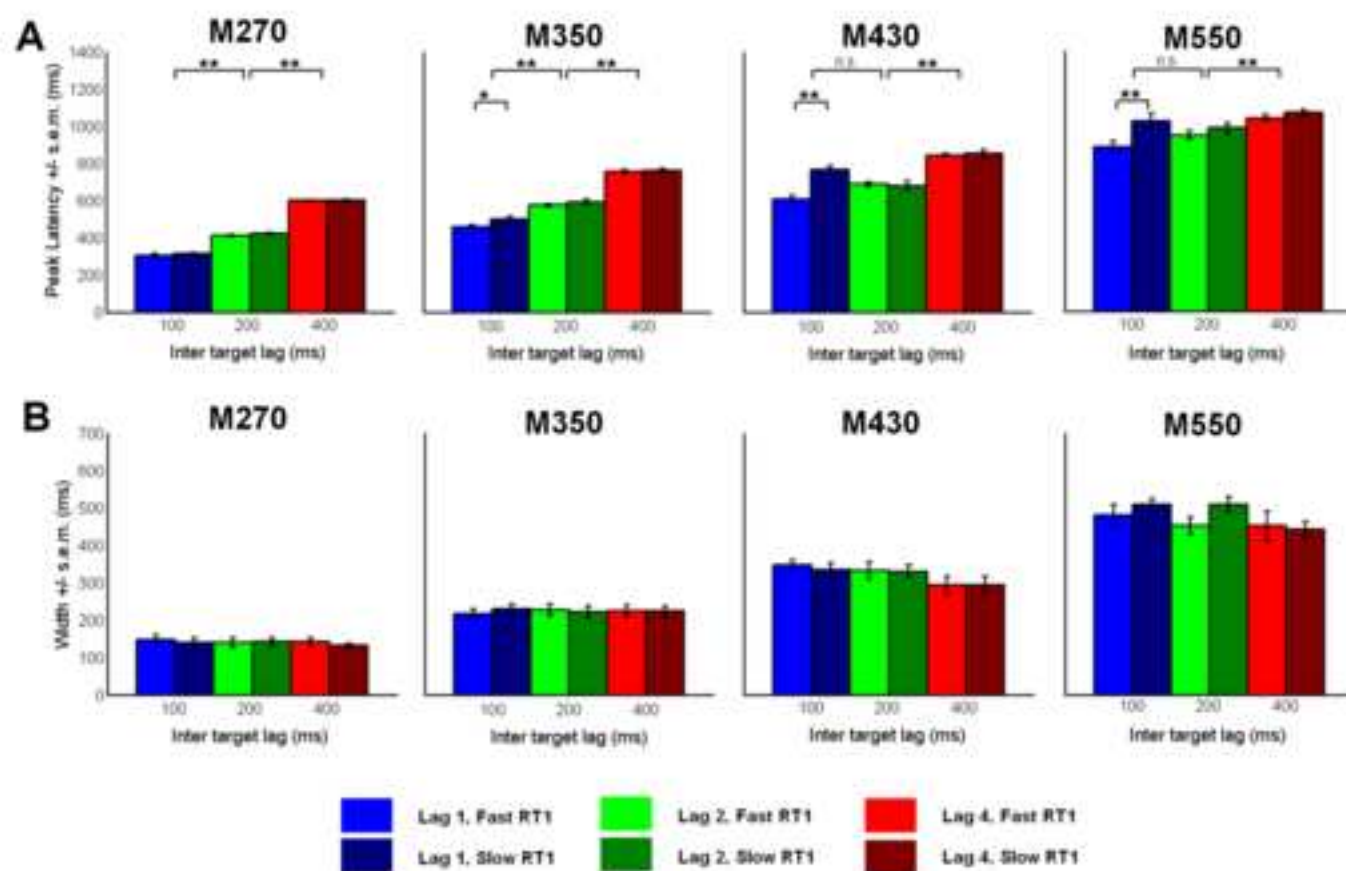 A
M270 M350 M430 M550
Peak Latency +/- s.e.m. (ms)
1400
1200
1000
800
600
400
200
0
** ** ** ** n.s. ** n.s. **
* ** **
100 200 400 100 200 400 100 200 400 100 200 400
Inter target lag (ms) Inter target lag (ms) Inter target lag (ms) Inter target lag (ms)
B
M270 M350 M430 M550
Width +/- s.e.m. (ms)
700
600
500
400
300
200
100
0
100 200 400 100 200 400 100 200 400 100 200 400
Inter target lag (ms) Inter target lag (ms) Inter target lag (ms) Inter target lag (ms)
Lag 1, Fast RT1 Lag 2, Fast RT1 Lag 4, Fast RT1
Lag 1, Slow RT1 Lag 2, Slow RT1 Lag 4, Slow RT1